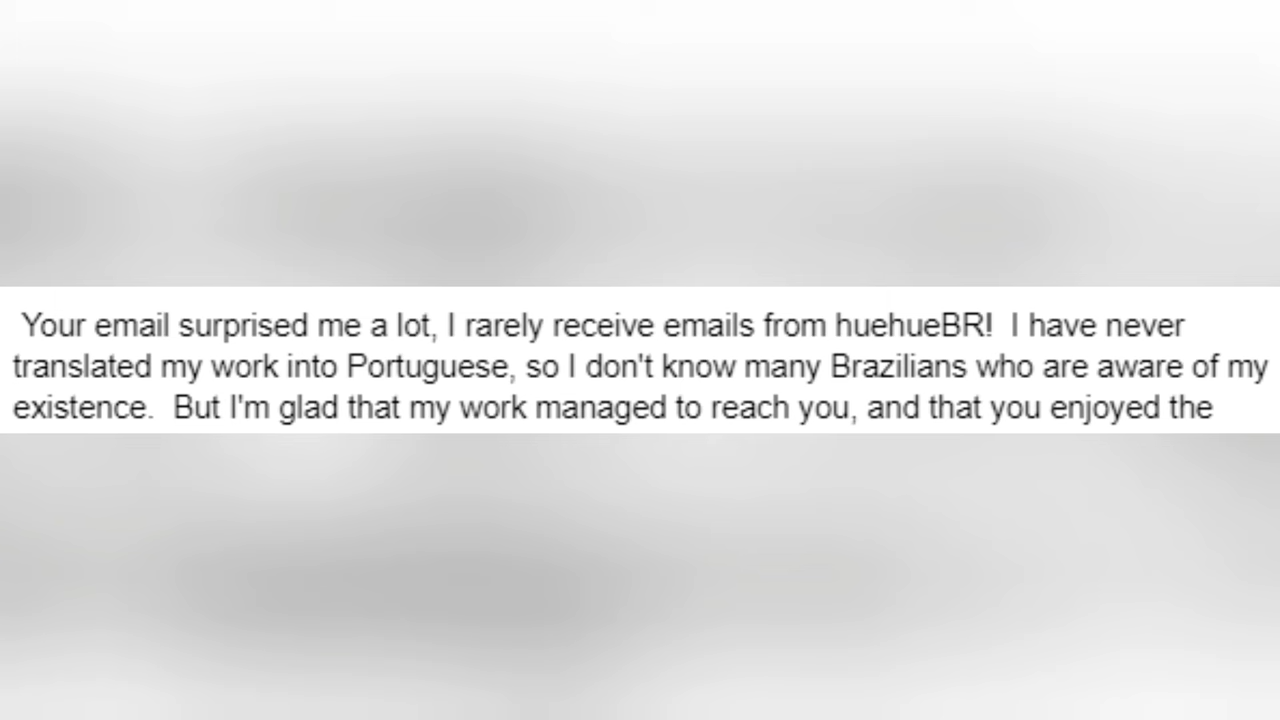 Your email surprised me a lot, I rarely receive emails from huehueBR!  I have never
translated my work into Portuguese, so I don't know many Brazilians who are aware of my
existence.  But I'm glad that my work managed to reach you, and that you enjoyed the